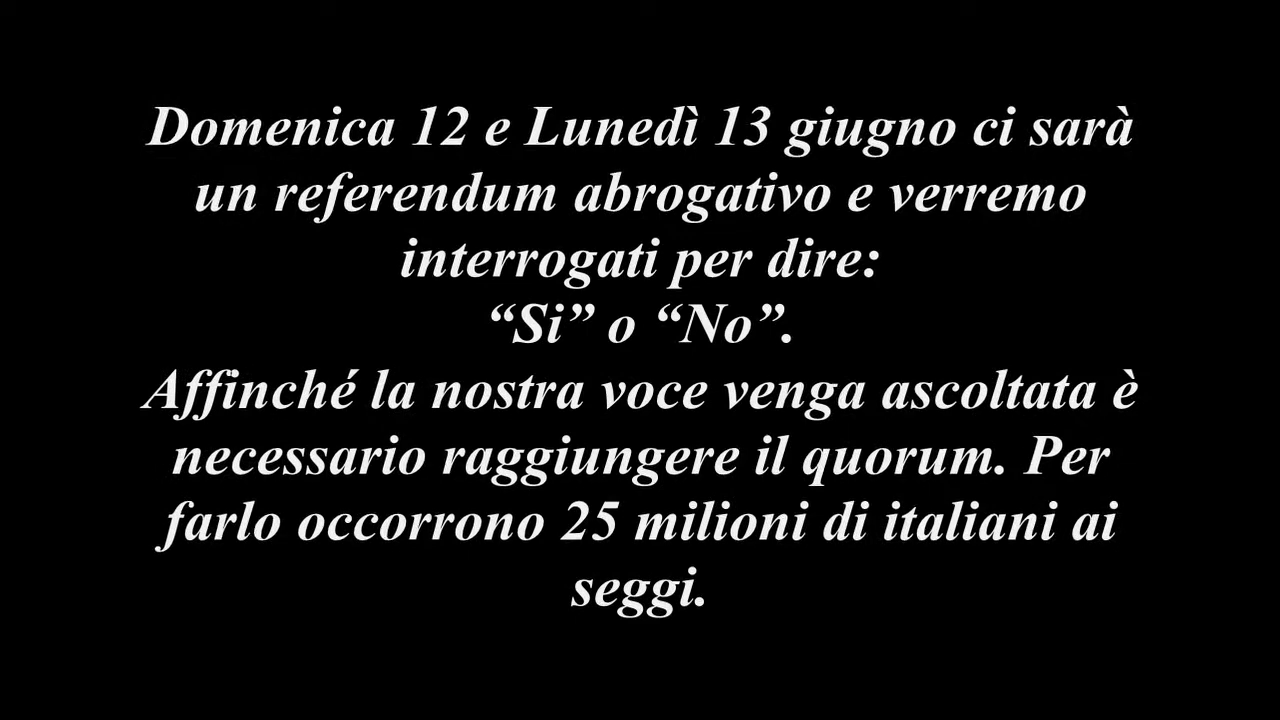 Domenica 12 e Lunedì 13 giugno ci sarà
un referendum abrogativo e verremo
interrogati per dire:
“Si” o “No”.
Affinché la nostra voce venga ascoltata è
necessario raggiungere il quorum. Per
farlo occorrono 25 milioni di italiani ai
seggi.